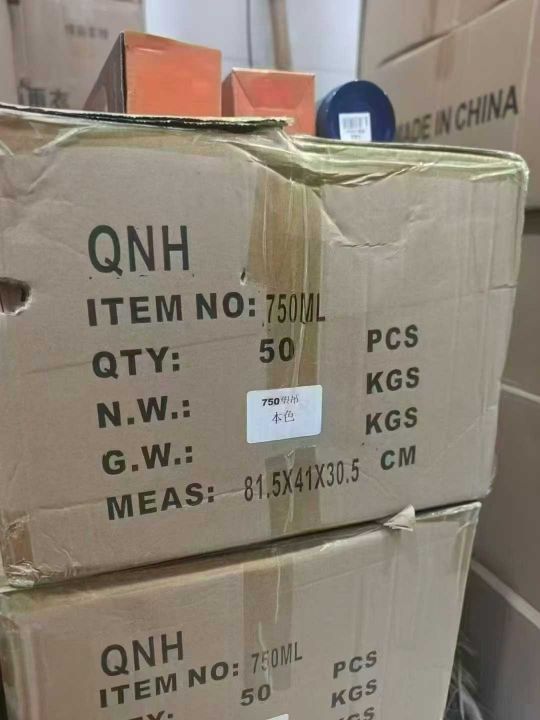 MADE IN CHINA
QNH
ITEM NO: 750ML
QTY: 50 PCS
N.W.: KGS
G.W.: KGS
MEAS: 81.5X41X30.5 CM
750
本色
QNH
ITEM NO: 750ML
50 PCS
KGS